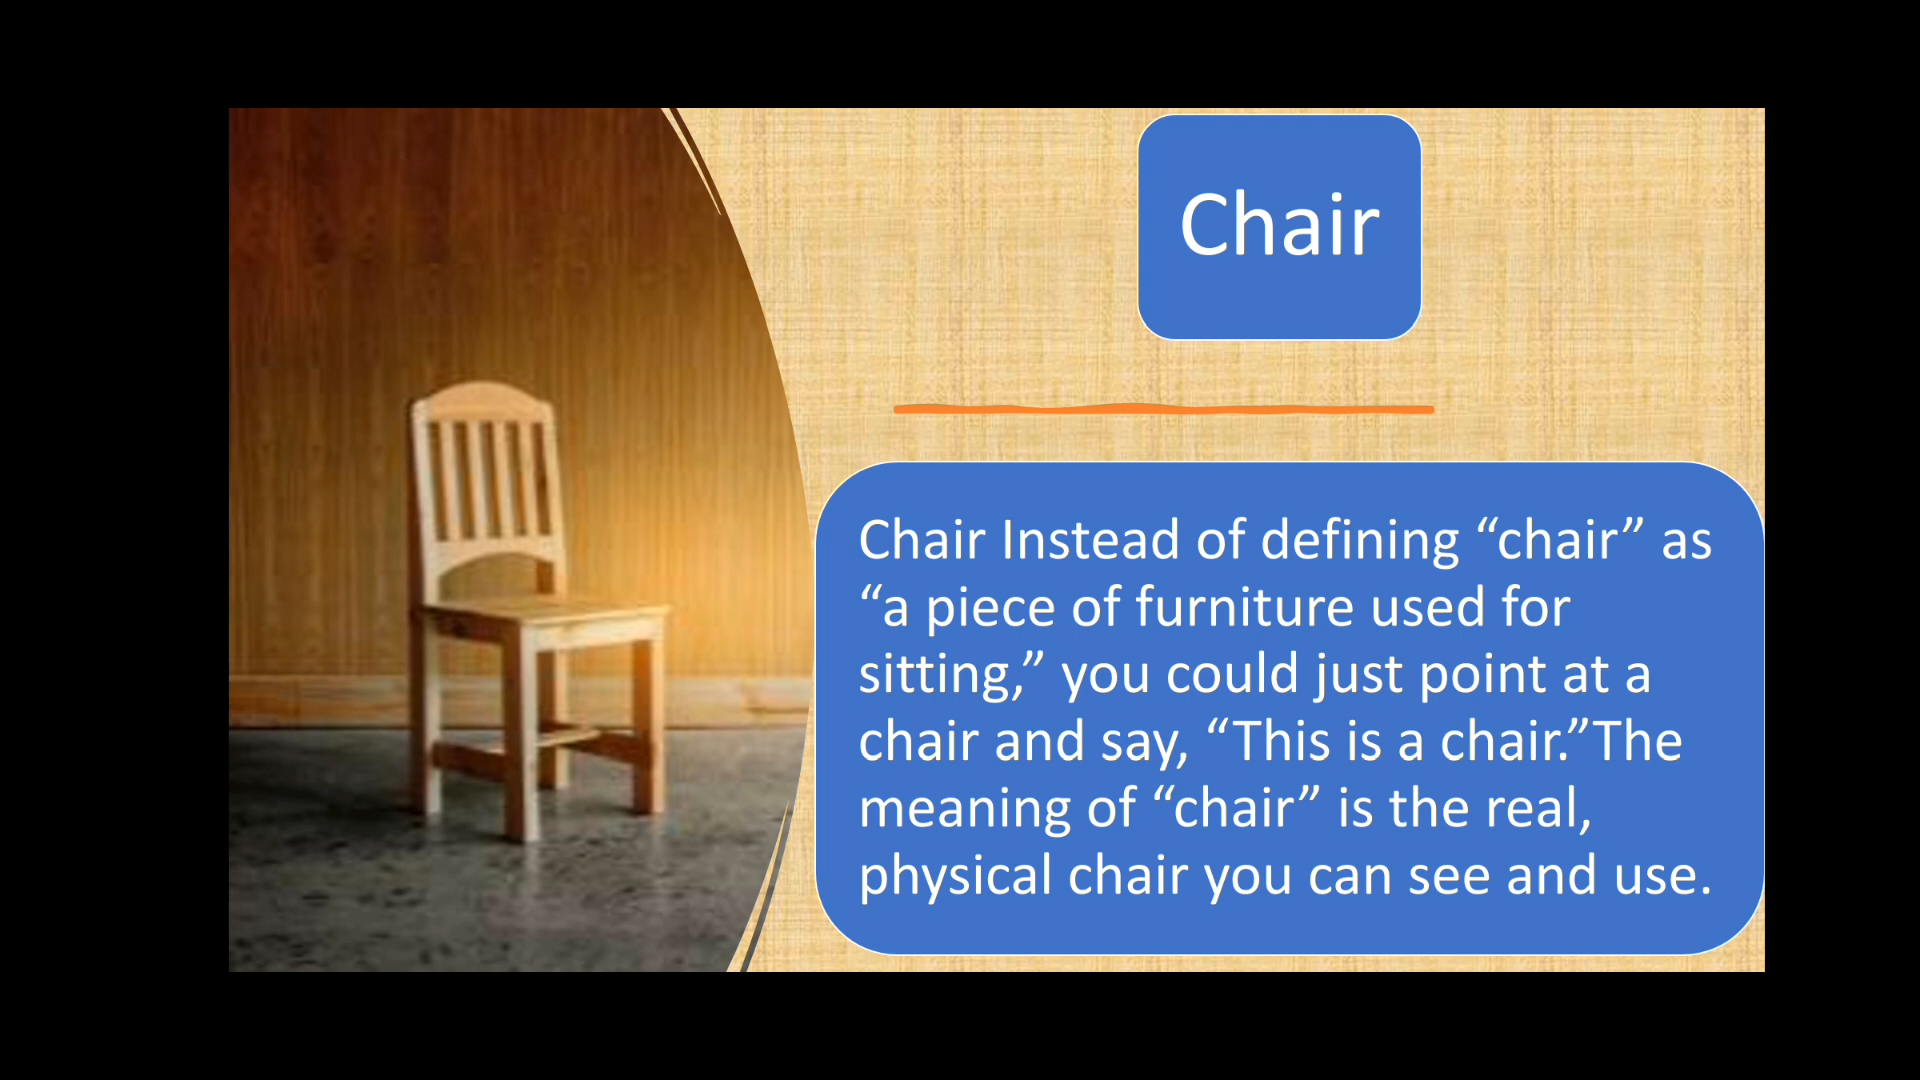 Chair
Chair Instead of defining “chair” as
“a piece of furniture used for
sitting,” you could just point at a
chair and say, “This is a chair.”The
meaning of “chair” is the real,
physical chair you can see and use.